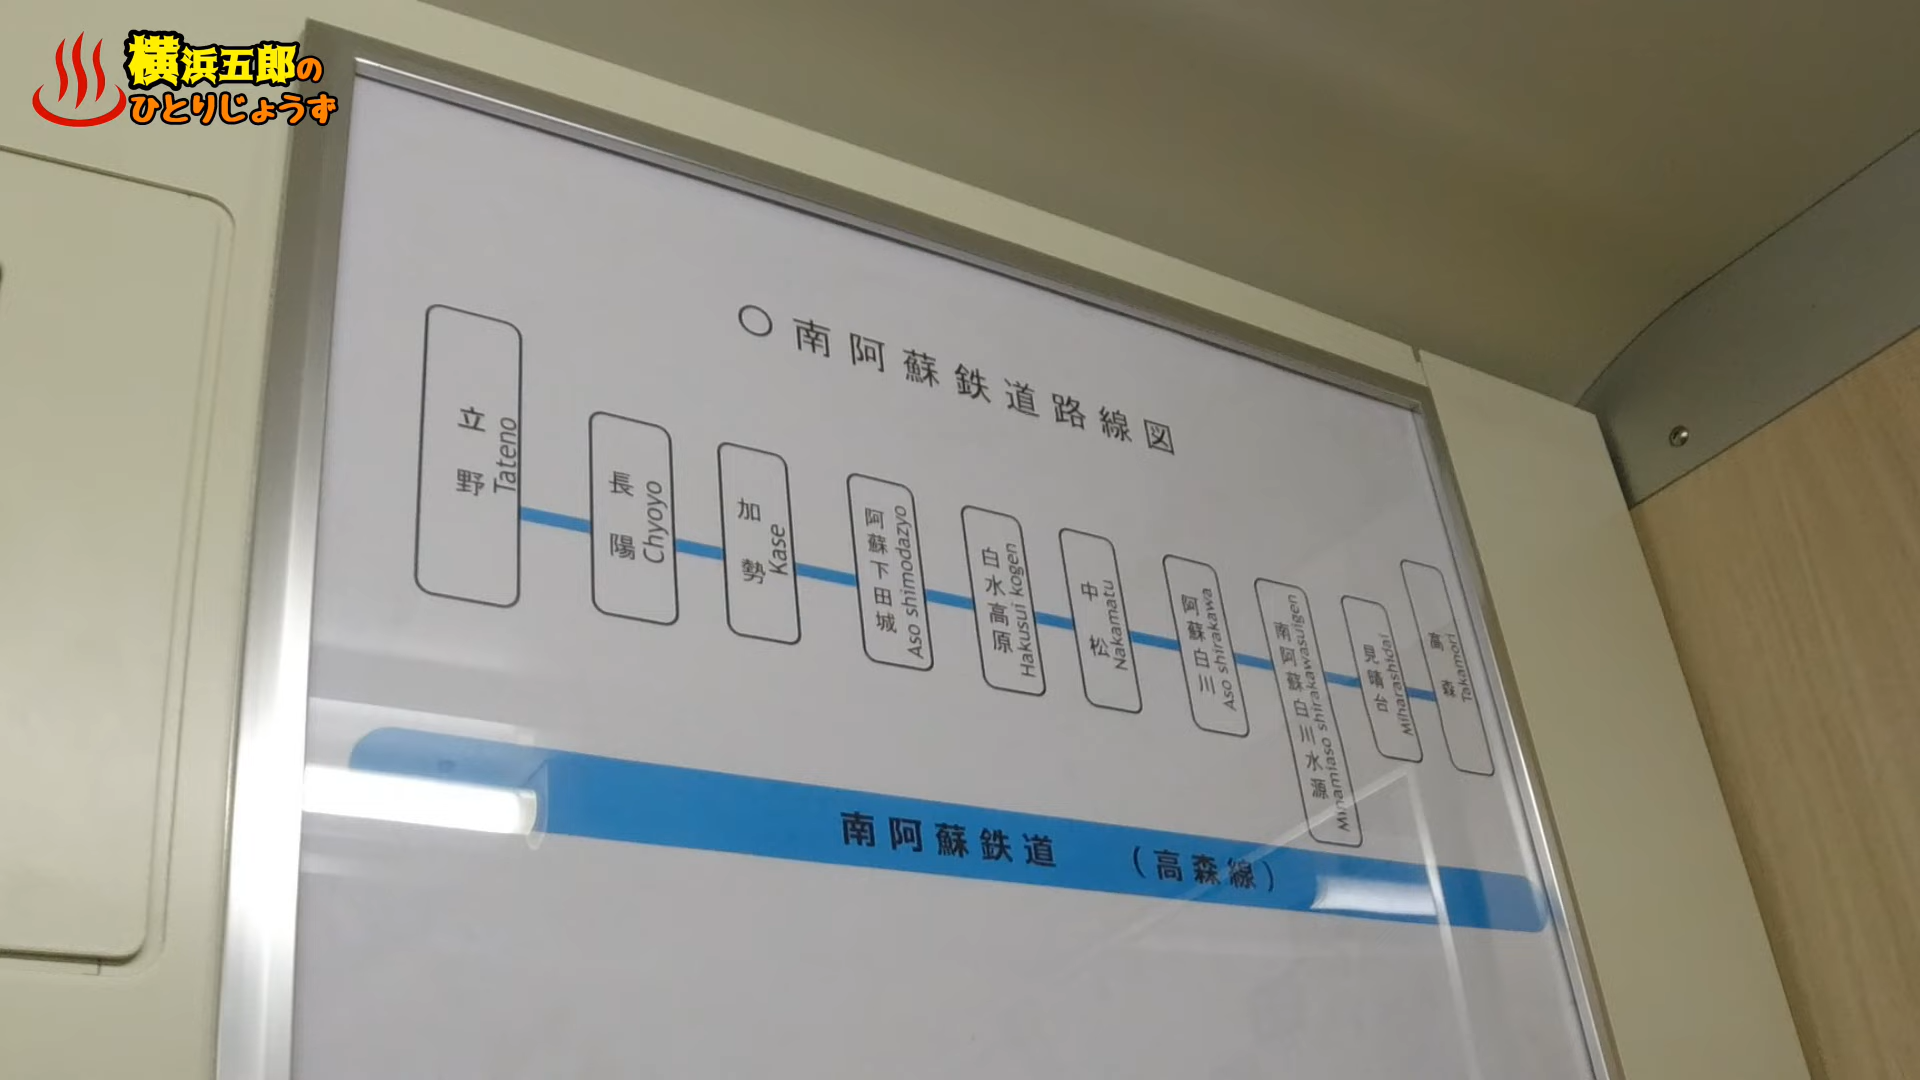 横浜五郎の
ひとりじょうず
○南阿蘇鉄道路線図
立野
Tateno
長陽
Chyoyo
加勢
Kase
阿蘇下田城
Aso shimodazyo
白水高原
Hakusui kogen
中松
Nakamatu
阿蘇白川
Aso shirakawa
南阿蘇白川水源
Minamiaso shirakawasuigen
見晴台
Miharashidai
高森
Takamori
南阿蘇鉄道 (高森線)